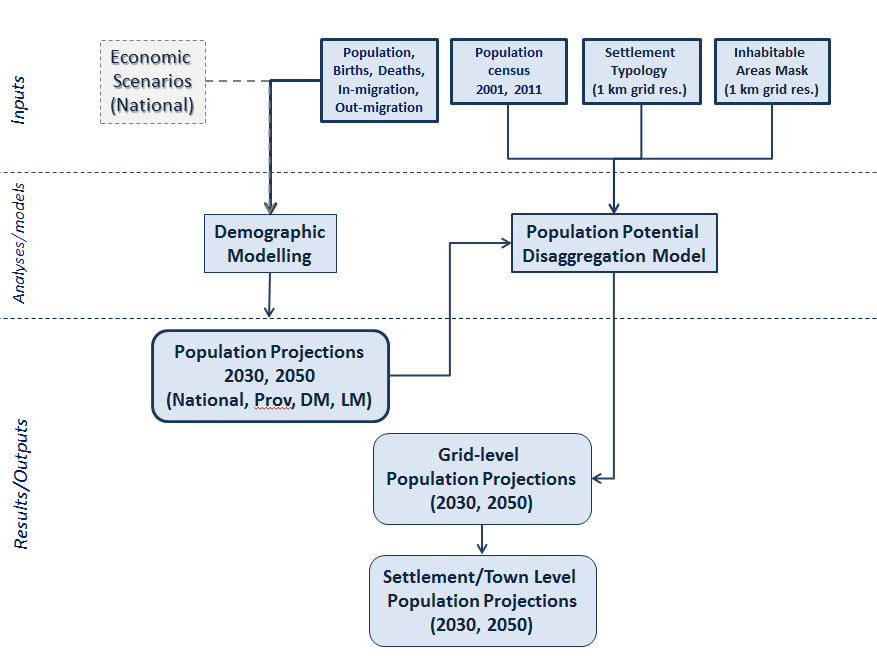 Inputs
Economic
Scenarios
(National)
Population,
Births, Deaths,
In-migration,
Out-migration
Population
census
2001, 2011
Settlement
Typology
(1 km grid res.)
Inhabitable
Areas Mask
(1 km grid res.)
Analyses/models
Demographic
Modelling
Population Potential
Disaggregation Model
Results/Outputs
Population Projections
2030, 2050
(National, Prov, DM, LM)
Grid-level
Population Projections
(2030, 2050)
Settlement/Town Level
Population Projections
(2030, 2050)